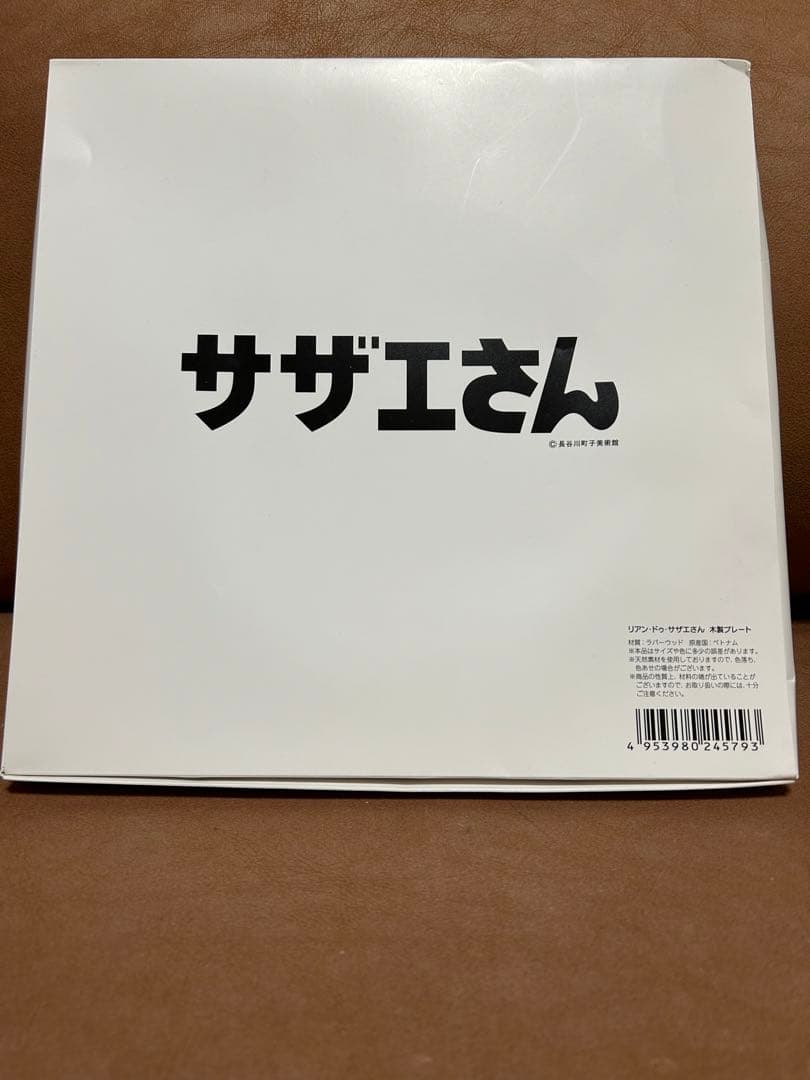 サザエさん
©長谷川町子美術館
リアン・ドゥ・サザエさん 木製プレート
材質：ラバーウッド 原産国：ベトナム
※本品はサイズや色に多少の誤差があります。
※天然素材を使用しておりますので、色落ち、
色あせの場合がございます。
※商品の性質上、材料の端が出ていることが
ございますので、お取り扱いの際には、十分
ご注意ください。
4 953980 245793